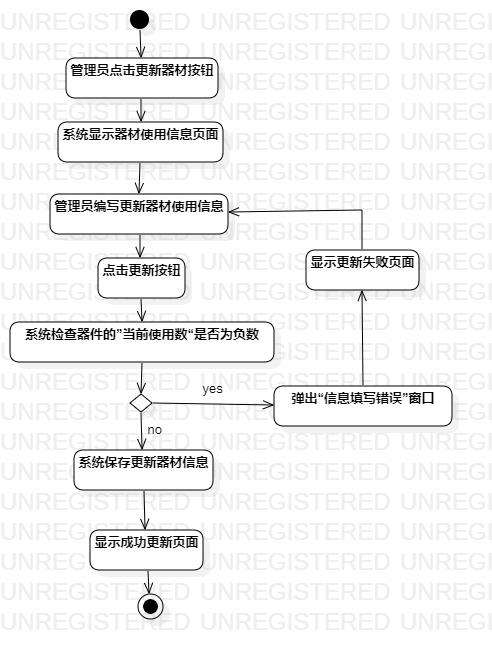 管理员点击更新器材按钮
系统显示器材使用信息页面
管理员编写更新器材使用信息
点击更新按钮
显示更新失败页面
系统检查器件的”当前使用数“是否为负数
yes
弹出“信息填写错误”窗口
no
系统保存更新器材信息
显示成功更新页面